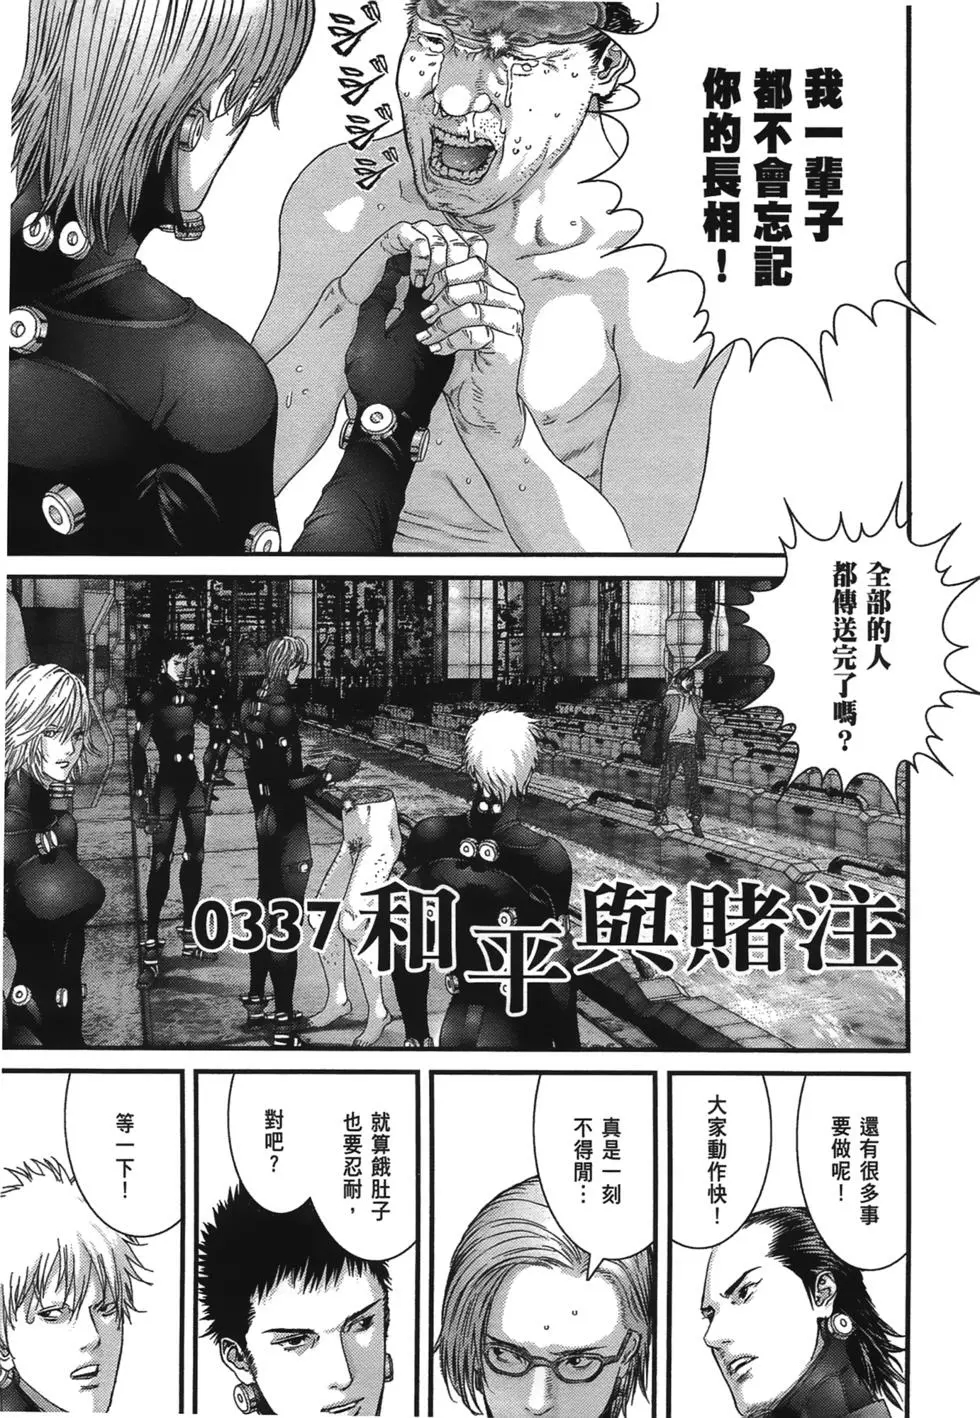 我一輩子
都不會忘記
你的長相！
全部的人
都傳送完了嗎？
0337 和平與賭注
還有很多事
要做呢！
大家動作快！
真是一刻
不得閒…
就算餓肚子
也要忍耐，
對吧？
等一下！